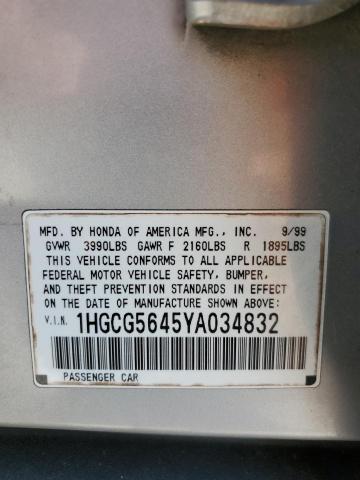 MFD. BY HONDA OF AMERICA MFG., INC. 9/99
GVWR 3990LBS GAWR F 2160LBS R 1895LBS
THIS VEHICLE CONFORMS TO ALL APPLICABLE
FEDERAL MOTOR VEHICLE SAFETY, BUMPER,
AND THEFT PREVENTION STANDARDS IN EFFECT
ON THE DATE OF MANUFACTURE SHOWN ABOVE:
V.I.N. 1HGCG5645YA034832
PASSENGER CAR